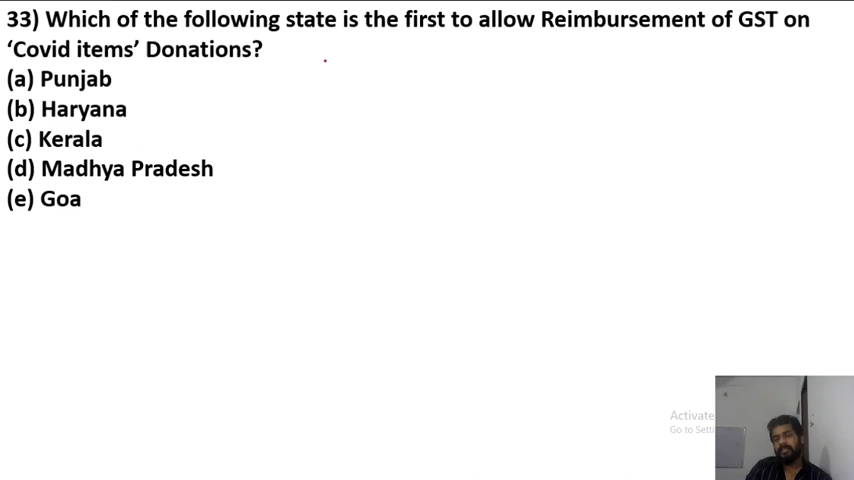 33) Which of the following state is the first to allow Reimbursement of GST on
‘Covid items’ Donations?
(a) Punjab
(b) Haryana
(c) Kerala
(d) Madhya Pradesh
(e) Goa
Activate
Go to Setti